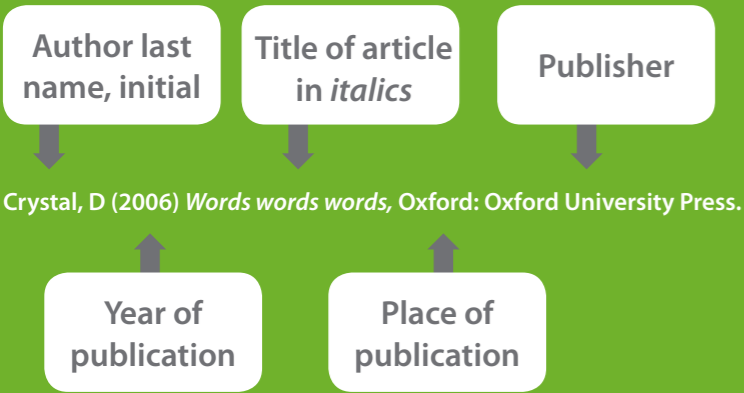 Author last
name, initial
Title of article
in italics
Publisher
Crystal, D (2006) Words words words, Oxford: Oxford University Press.
Year of
publication
Place of
publication